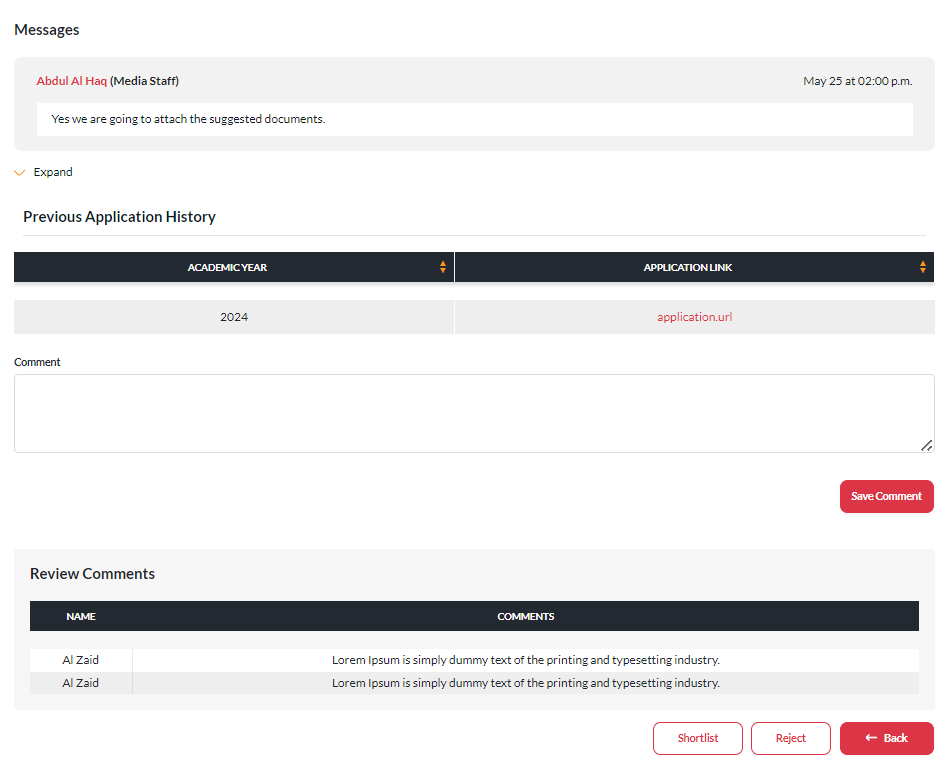 Messages
Abdul Al Haq (Media Staff) May 25 at 02:00 p.m.
Yes we are going to attach the suggested documents.
Expand
Previous Application History
ACADEMIC YEAR APPLICATION LINK
2024 application.url
Comment
Save Comment
Review Comments
NAME COMMENTS
Al Zaid Lorem Ipsum is simply dummy text of the printing and typesetting industry.
Al Zaid Lorem Ipsum is simply dummy text of the printing and typesetting industry.
Shortlist Reject Back